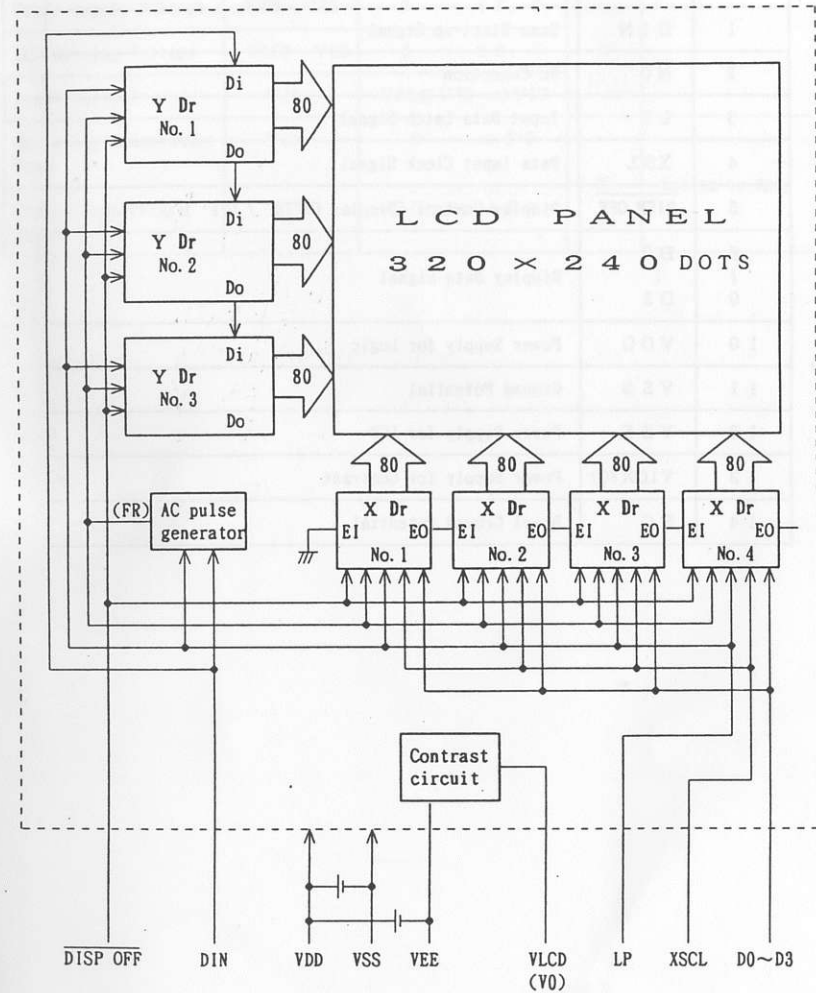 Di
Y Dr
No.1
Do
80
Di
Y Dr
No.2
Do
80
Di
Y Dr
No.3
Do
80
LCD PANEL
320 × 240 DOTS
80
80
80
80
(FR)
AC pulse
generator
X Dr
EI EO
No.1
X Dr
EI EO
No.2
X Dr
EI EO
No.3
X Dr
EI EO
No.4
Contrast
circuit
DISP OFF DIN VDD VSS VEE VLCD LP XSCL D0~D3
(V0)